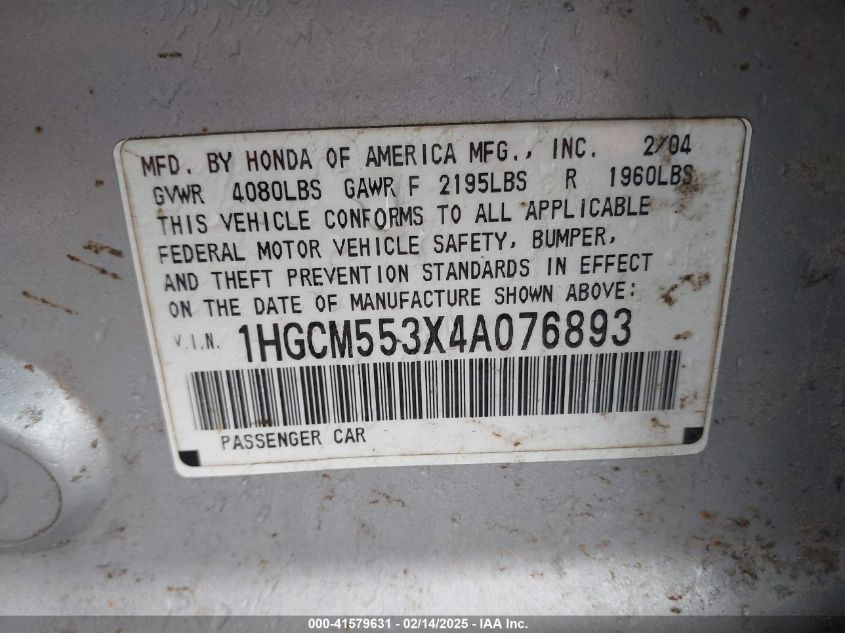 MFD. BY HONDA OF AMERICA MFG., INC. 2/04
GVWR 4080LBS GAWR F 2195LBS R 1960LBS
THIS VEHICLE CONFORMS TO ALL APPLICABLE
FEDERAL MOTOR VEHICLE SAFETY, BUMPER,
AND THEFT PREVENTION STANDARDS IN EFFECT
ON THE DATE OF MANUFACTURE SHOWN ABOVE:
V.I.N. 1HGCM553X4A076893
PASSENGER CAR
000-41579631 - 02/14/2025 - IAA Inc.